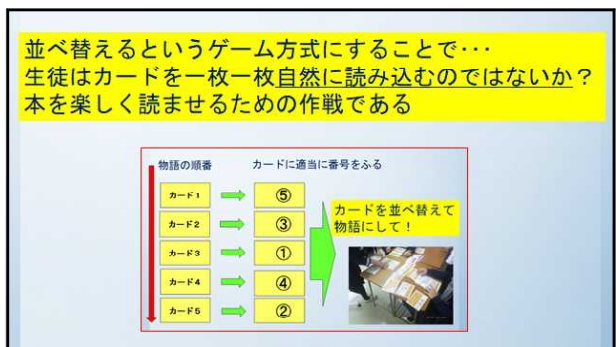 並べ替えるというゲーム方式にすることで・・・
生徒はカードを一枚一枚自然に読み込むのではないか？
本を楽しく読ませるための作戦である
物語の順番
カードに適当に番号をふる
カード1
⑤
カード2
③
カード3
①
カード4
④
カード5
②
カードを並べ替えて
物語にして！